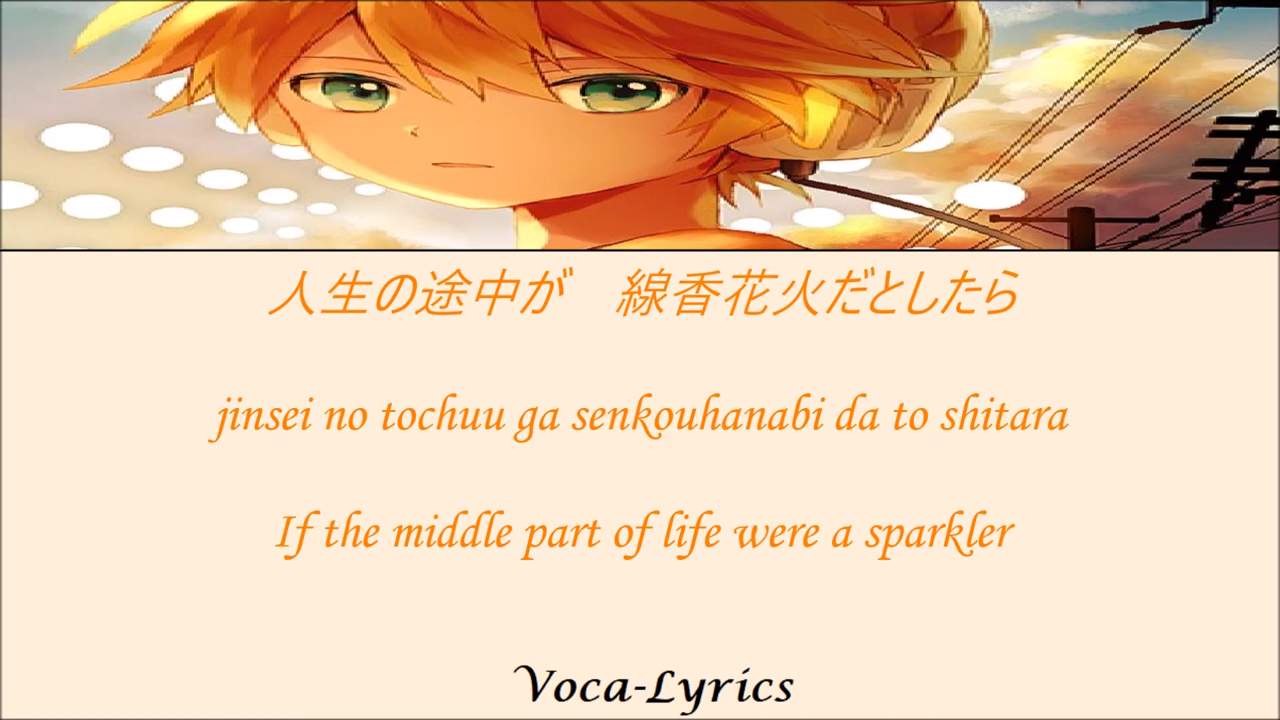 人生の途中が　線香花火だとしたら
jinsei no tochuu ga senkouhanabi da to shitara
If the middle part of life were a sparkler
Voca-Lyrics